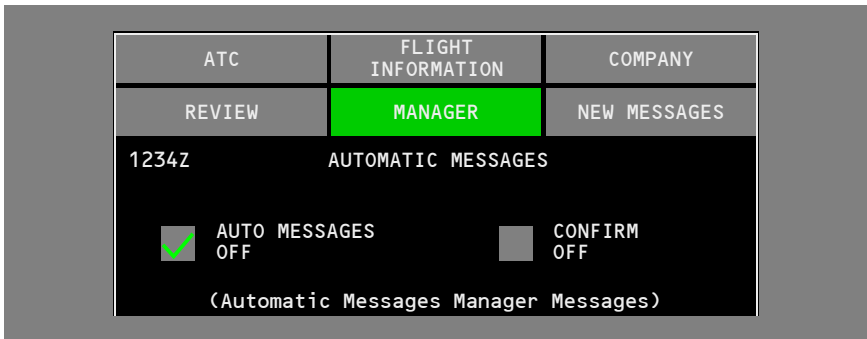 ATC
FLIGHT
INFORMATION
COMPANY
REVIEW
MANAGER
NEW MESSAGES
1234Z
AUTOMATIC MESSAGES
AUTO MESSAGES
OFF
CONFIRM
OFF
(Automatic Messages Manager Messages)